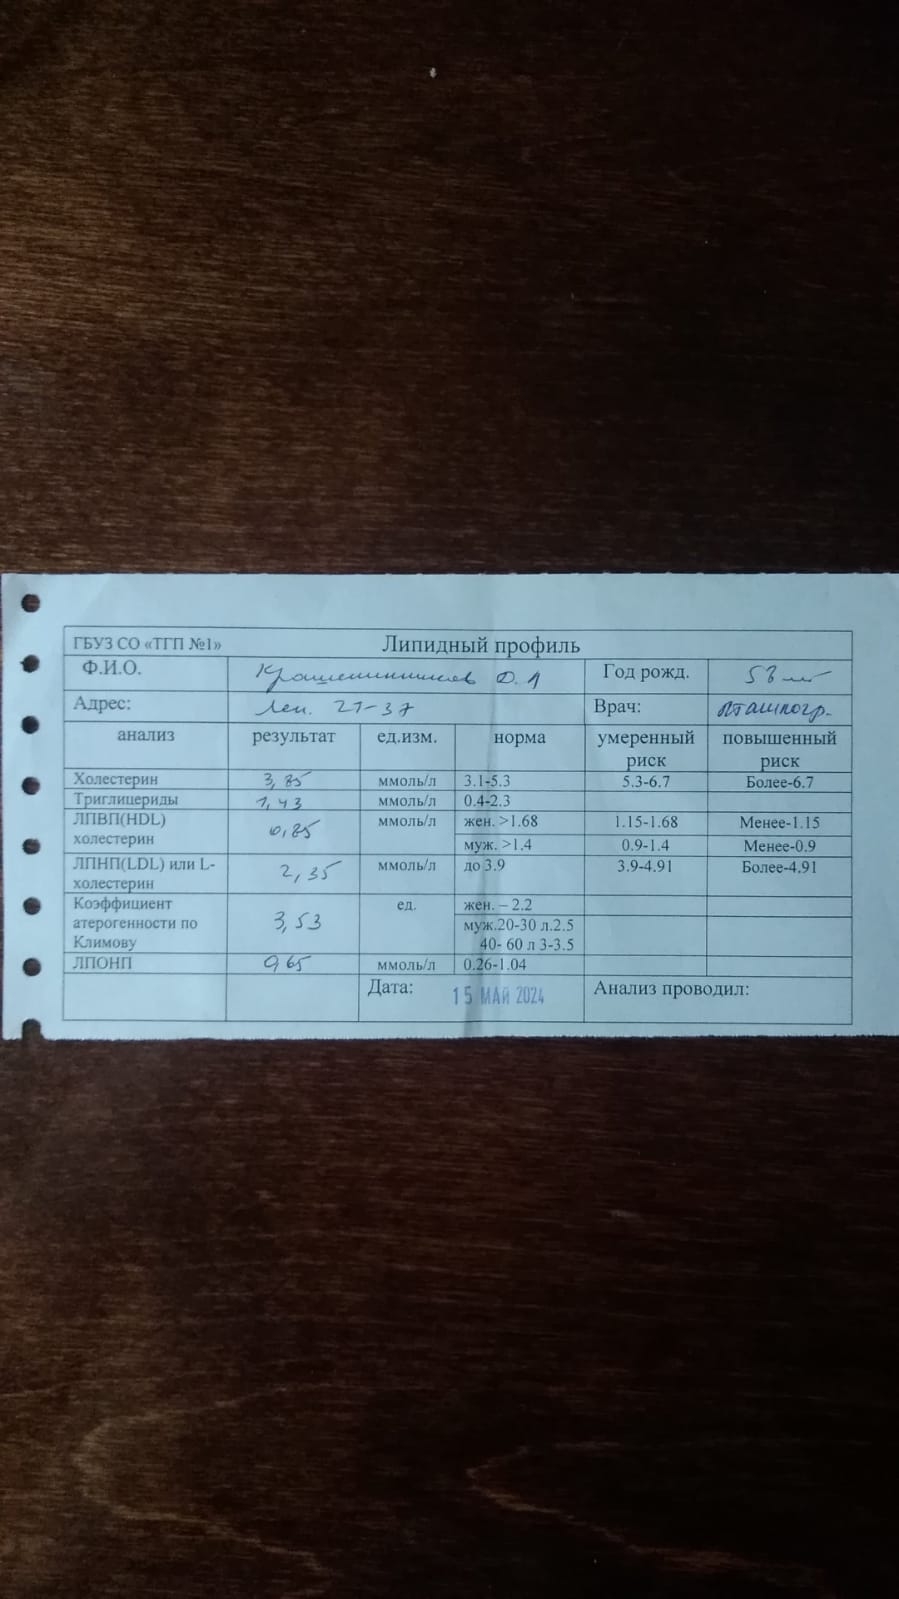 ГБУЗ СО «ТГП №1» Липидный профиль
Ф.И.О. Крашенинников О.Л Год рожд. 58 лет
Адрес: Лен. 21-37 Врач:
анализ результат ед.изм. норма умеренный риск повышенный риск
Холестерин 3,85 ммоль/л 3.1-5.3 5.3-6.7 Более-6.7
Триглицериды 1,43 ммоль/л 0.4-2.3
ЛПВП(HDL) холестерин 0,85 ммоль/л жен. >1.68 1.15-1.68 Менее-1.15
муж. >1.4 0.9-1.4 Менее-0.9
ЛПНП(LDL) или L-холестерин 2,35 ммоль/л до 3.9 3.9-4.91 Более-4.91
Коэффициент атерогенности по Климову 3,53 ед. жен. – 2.2
муж.20-30 л.2.5
40- 60 л 3-3.5
ЛПОНП 0,65 ммоль/л 0.26-1.04
Дата: 15 МАЙ 2024 Анализ проводил: